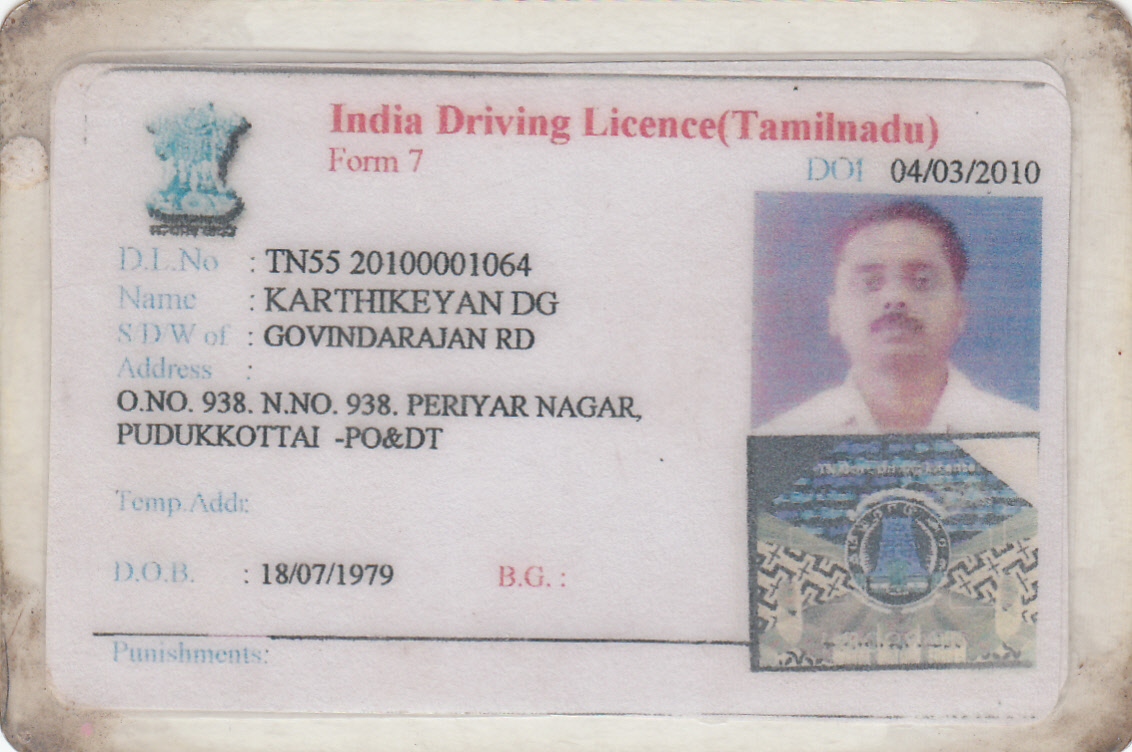 India Driving Licence(Tamilnadu)
Form 7
DOI 04/03/2010
D.L.No : TN55 20100001064
Name : KARTHIKEYAN DG
S/D/W of : GOVINDARAJAN RD
Address :
O.NO. 938. N.NO. 938. PERIYAR NAGAR,
PUDUKKOTTAI -PO&DT
Temp.Addr:
D.O.B. : 18/07/1979 B.G. :
Punishments: